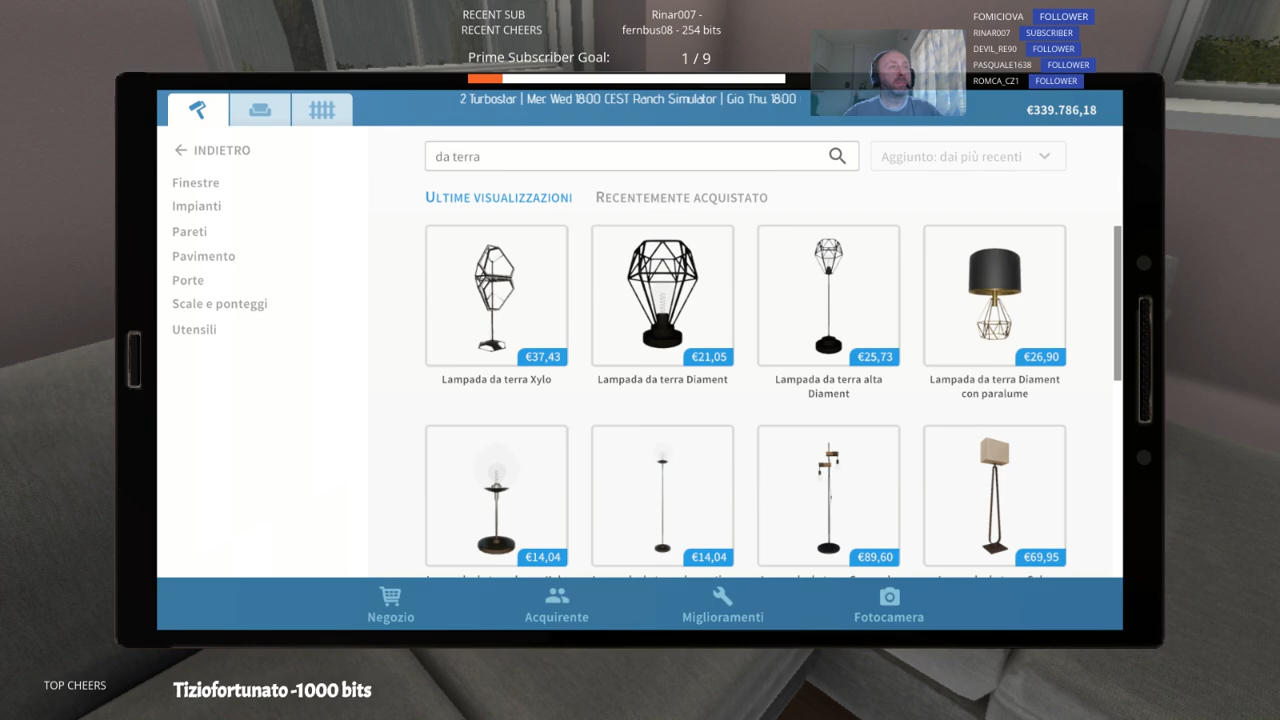 RECENT SUB
Rinar007 -
RECENT CHEERS
fernbus08 - 254 bits
Prime Subscriber Goal:
1 / 9
FOMICIOVA FOLLOWER
RINAR007 SUBSCRIBER
DEVIL_RE90 FOLLOWER
PASQUALE1638 FOLLOWER
ROMCA_CZ1 FOLLOWER
2 Turbostar | Mer. Wed 18:00 CEST Ranch Simulator | Gio. Thu. 18:00
€339.786,18
INDIETRO
Finestre
Impianti
Pareti
Pavimento
Porte
Scale e ponteggi
Utensili
da terra
Aggiunto: dai più recenti
ULTIME VISUALIZZAZIONI
RECENTEMENTE ACQUISTATO
€37,43
€21,05
€25,73
€26,90
Lampada da terra Xylo
Lampada da terra Diament
Lampada da terra alta
Diament
Lampada da terra Diament
con paralume
€14,04
€14,04
€89,60
€69,95
Negozio
Acquirente
Miglioramenti
Fotocamera
TOP CHEERS
Tiziofortunato -1000 bits